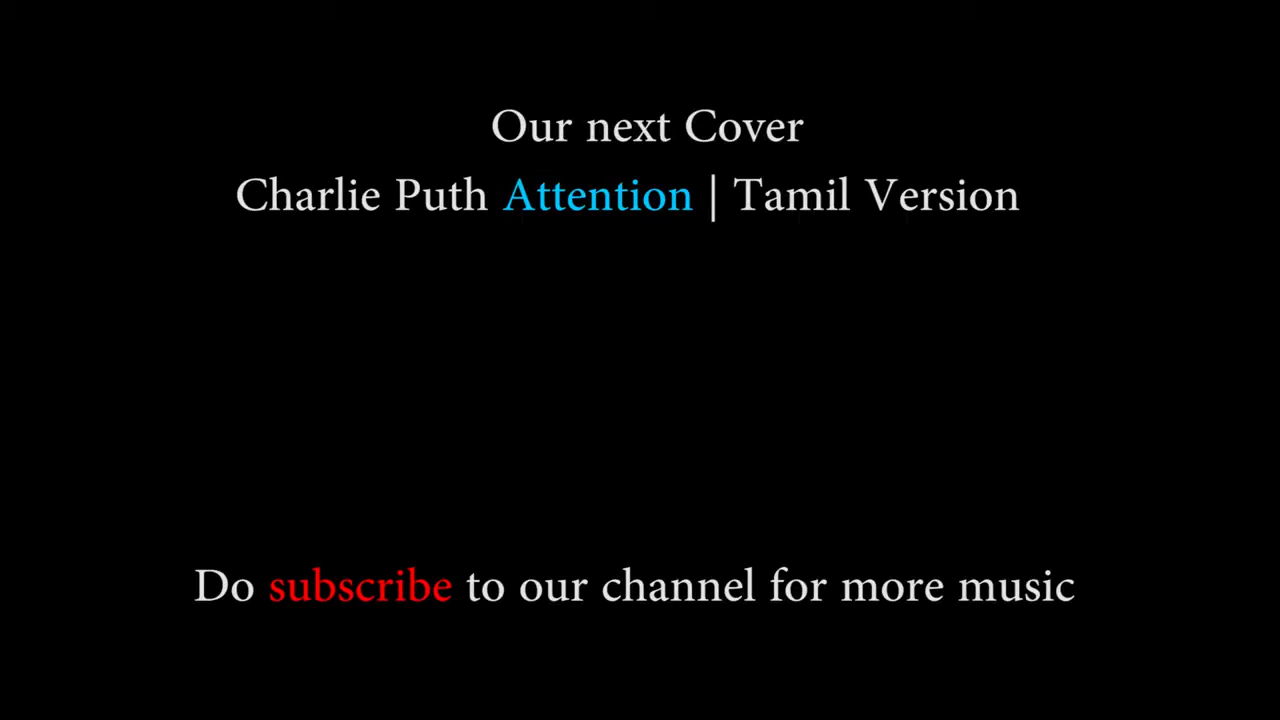 Our next Cover
Charlie Puth Attention | Tamil Version
Do subscribe to our channel for more music